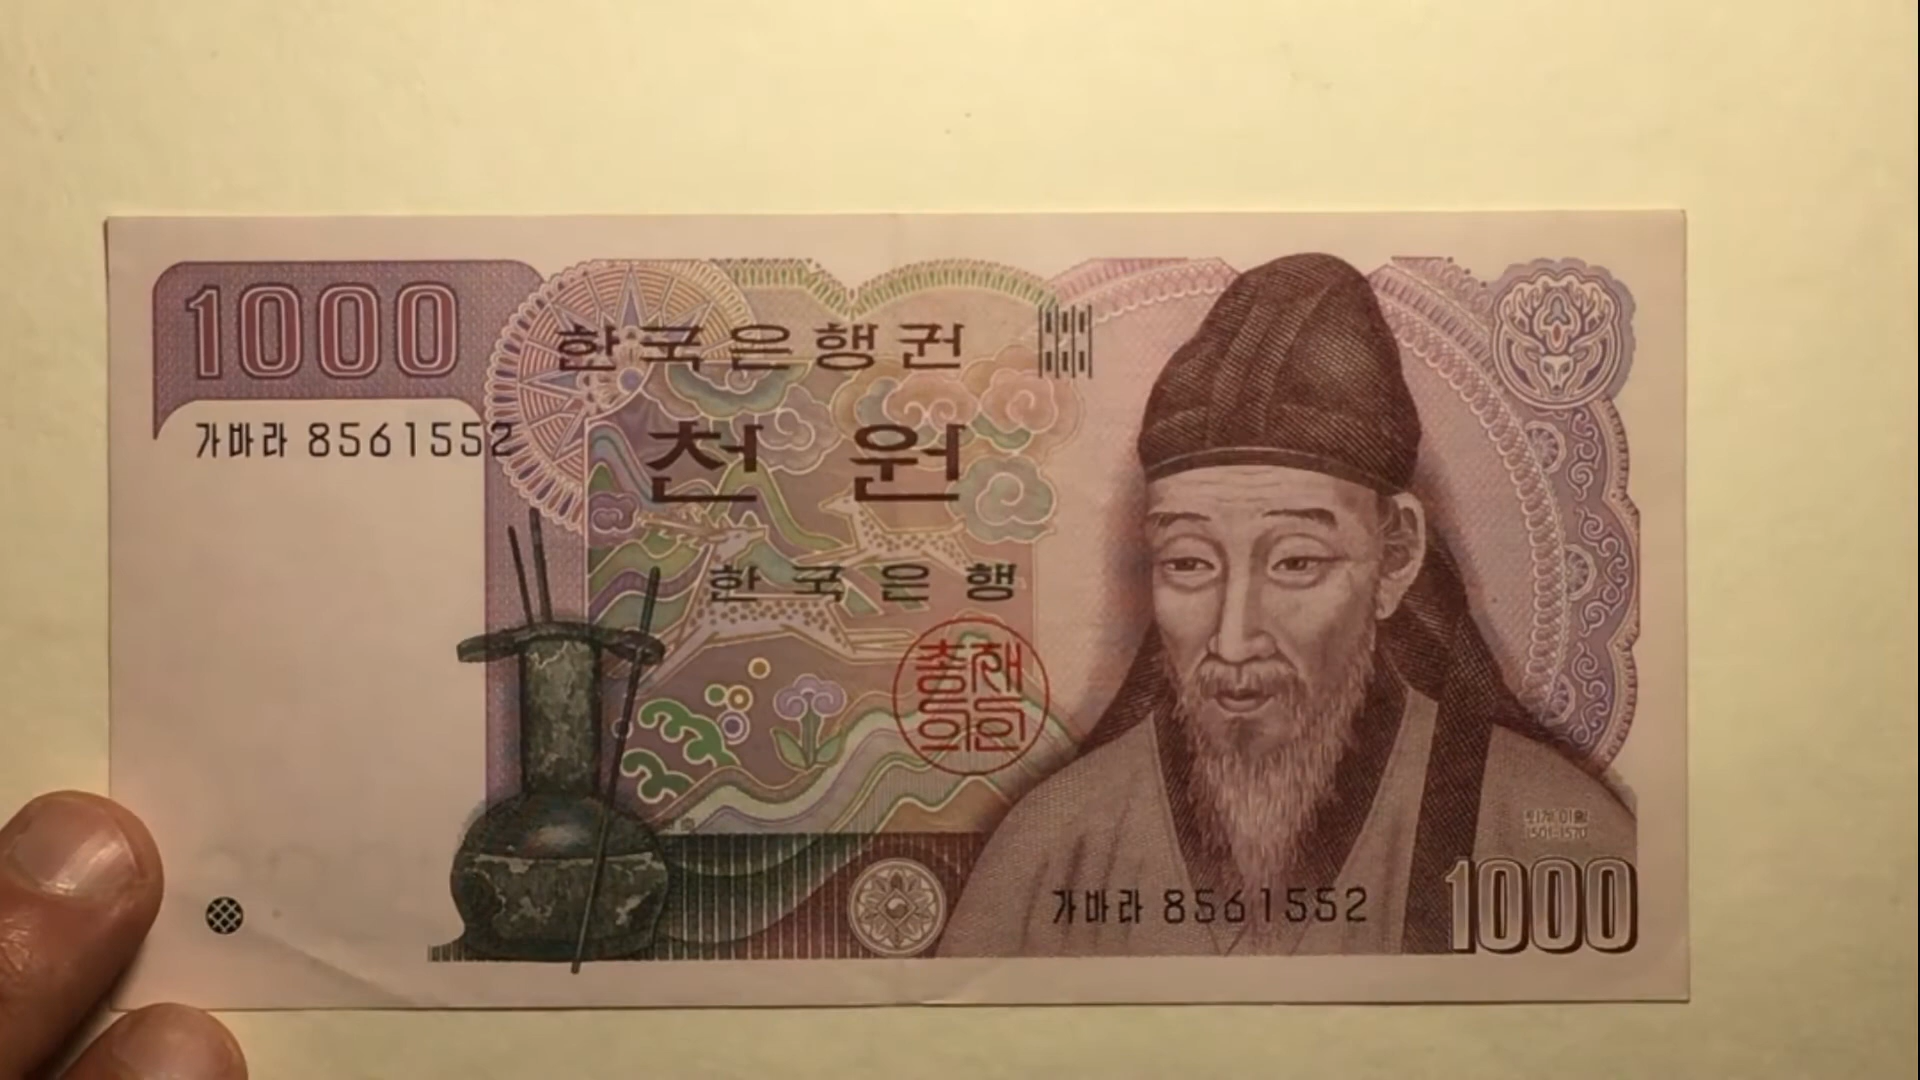 1000
한국은행권
가바라 8561552
천 원
한국은행
총재
의인
퇴계 이황
1501-1570
가바라 8561552
1000